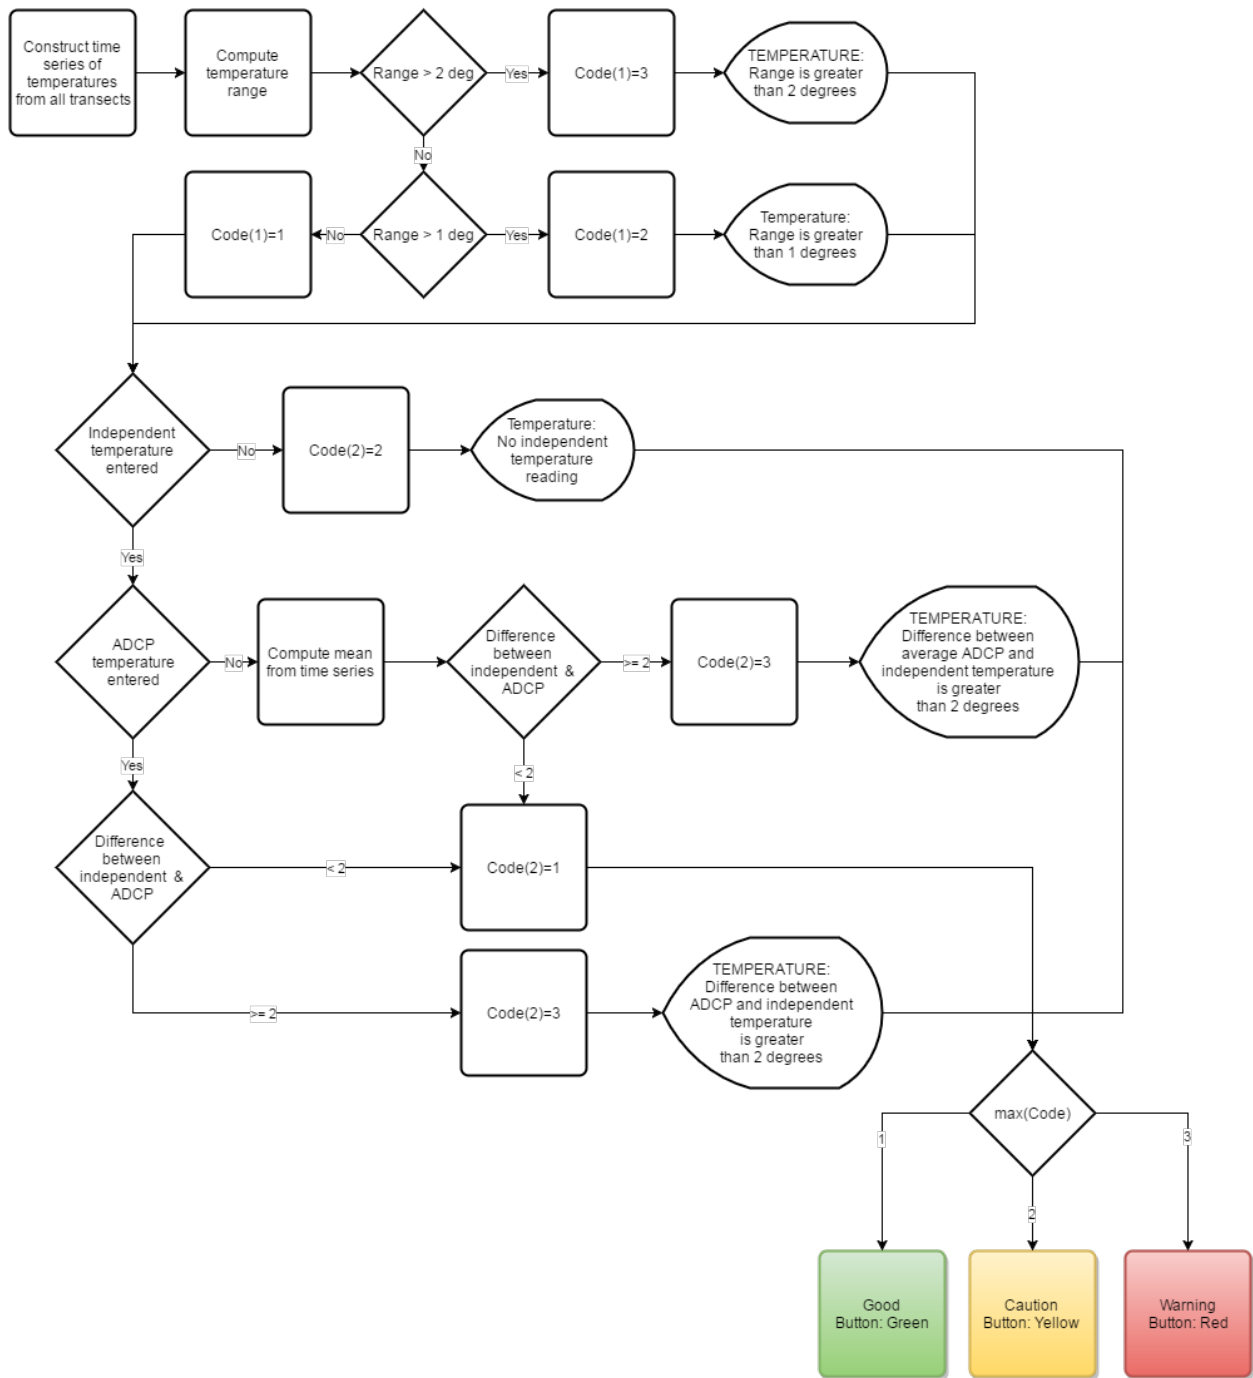 Construct time
series of
temperatures
from all transects
Compute
temperature
range
Range > 2 deg
Yes
Code(1)=3
TEMPERATURE:
Range is greater
than 2 degrees
No
Code(1)=1
No
Range > 1 deg
Yes
Code(1)=2
Temperature:
Range is greater
than 1 degrees
Independent
temperature
entered
No
Code(2)=2
Temperature:
No independent
temperature
reading
Yes
ADCP
temperature
entered
No
Compute mean
from time series
Difference
between
independent &
ADCP
>= 2
Code(2)=3
TEMPERATURE:
Difference between
average ADCP and
independent temperature
is greater
than 2 degrees
Yes
< 2
Difference
between
independent &
ADCP
< 2
Code(2)=1
>= 2
Code(2)=3
TEMPERATURE:
Difference between
ADCP and independent
temperature
is greater
than 2 degrees
max(Code)
1
2
3
Good
Button: Green
Caution
Button: Yellow
Warning
Button: Red